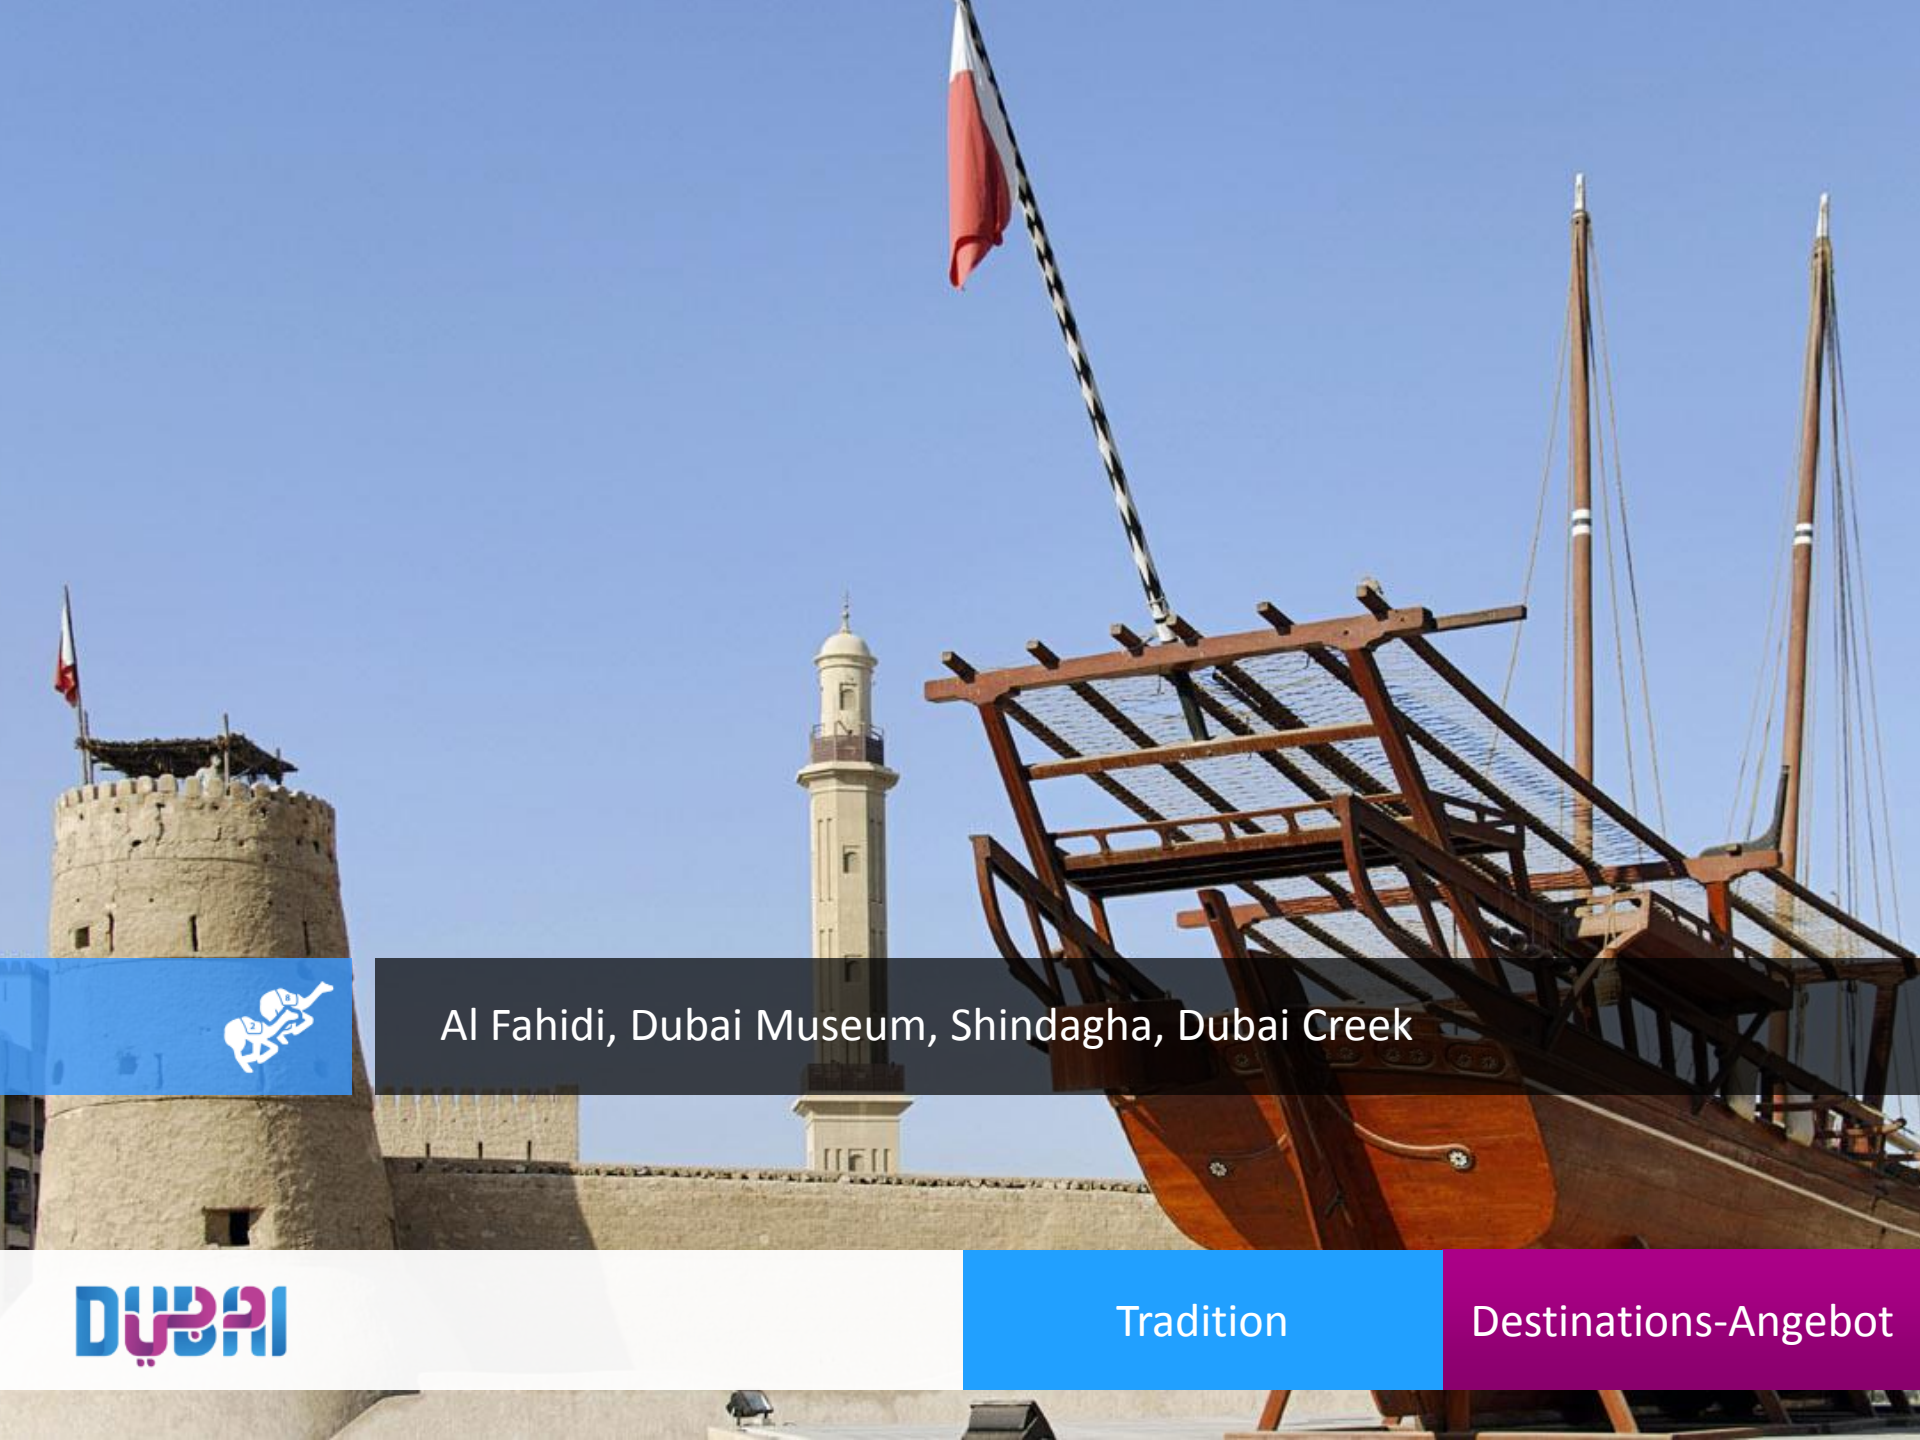 Al Fahidi, Dubai Museum, Shindagha, Dubai Creek
DUBAI
Tradition
Destinations-Angebot